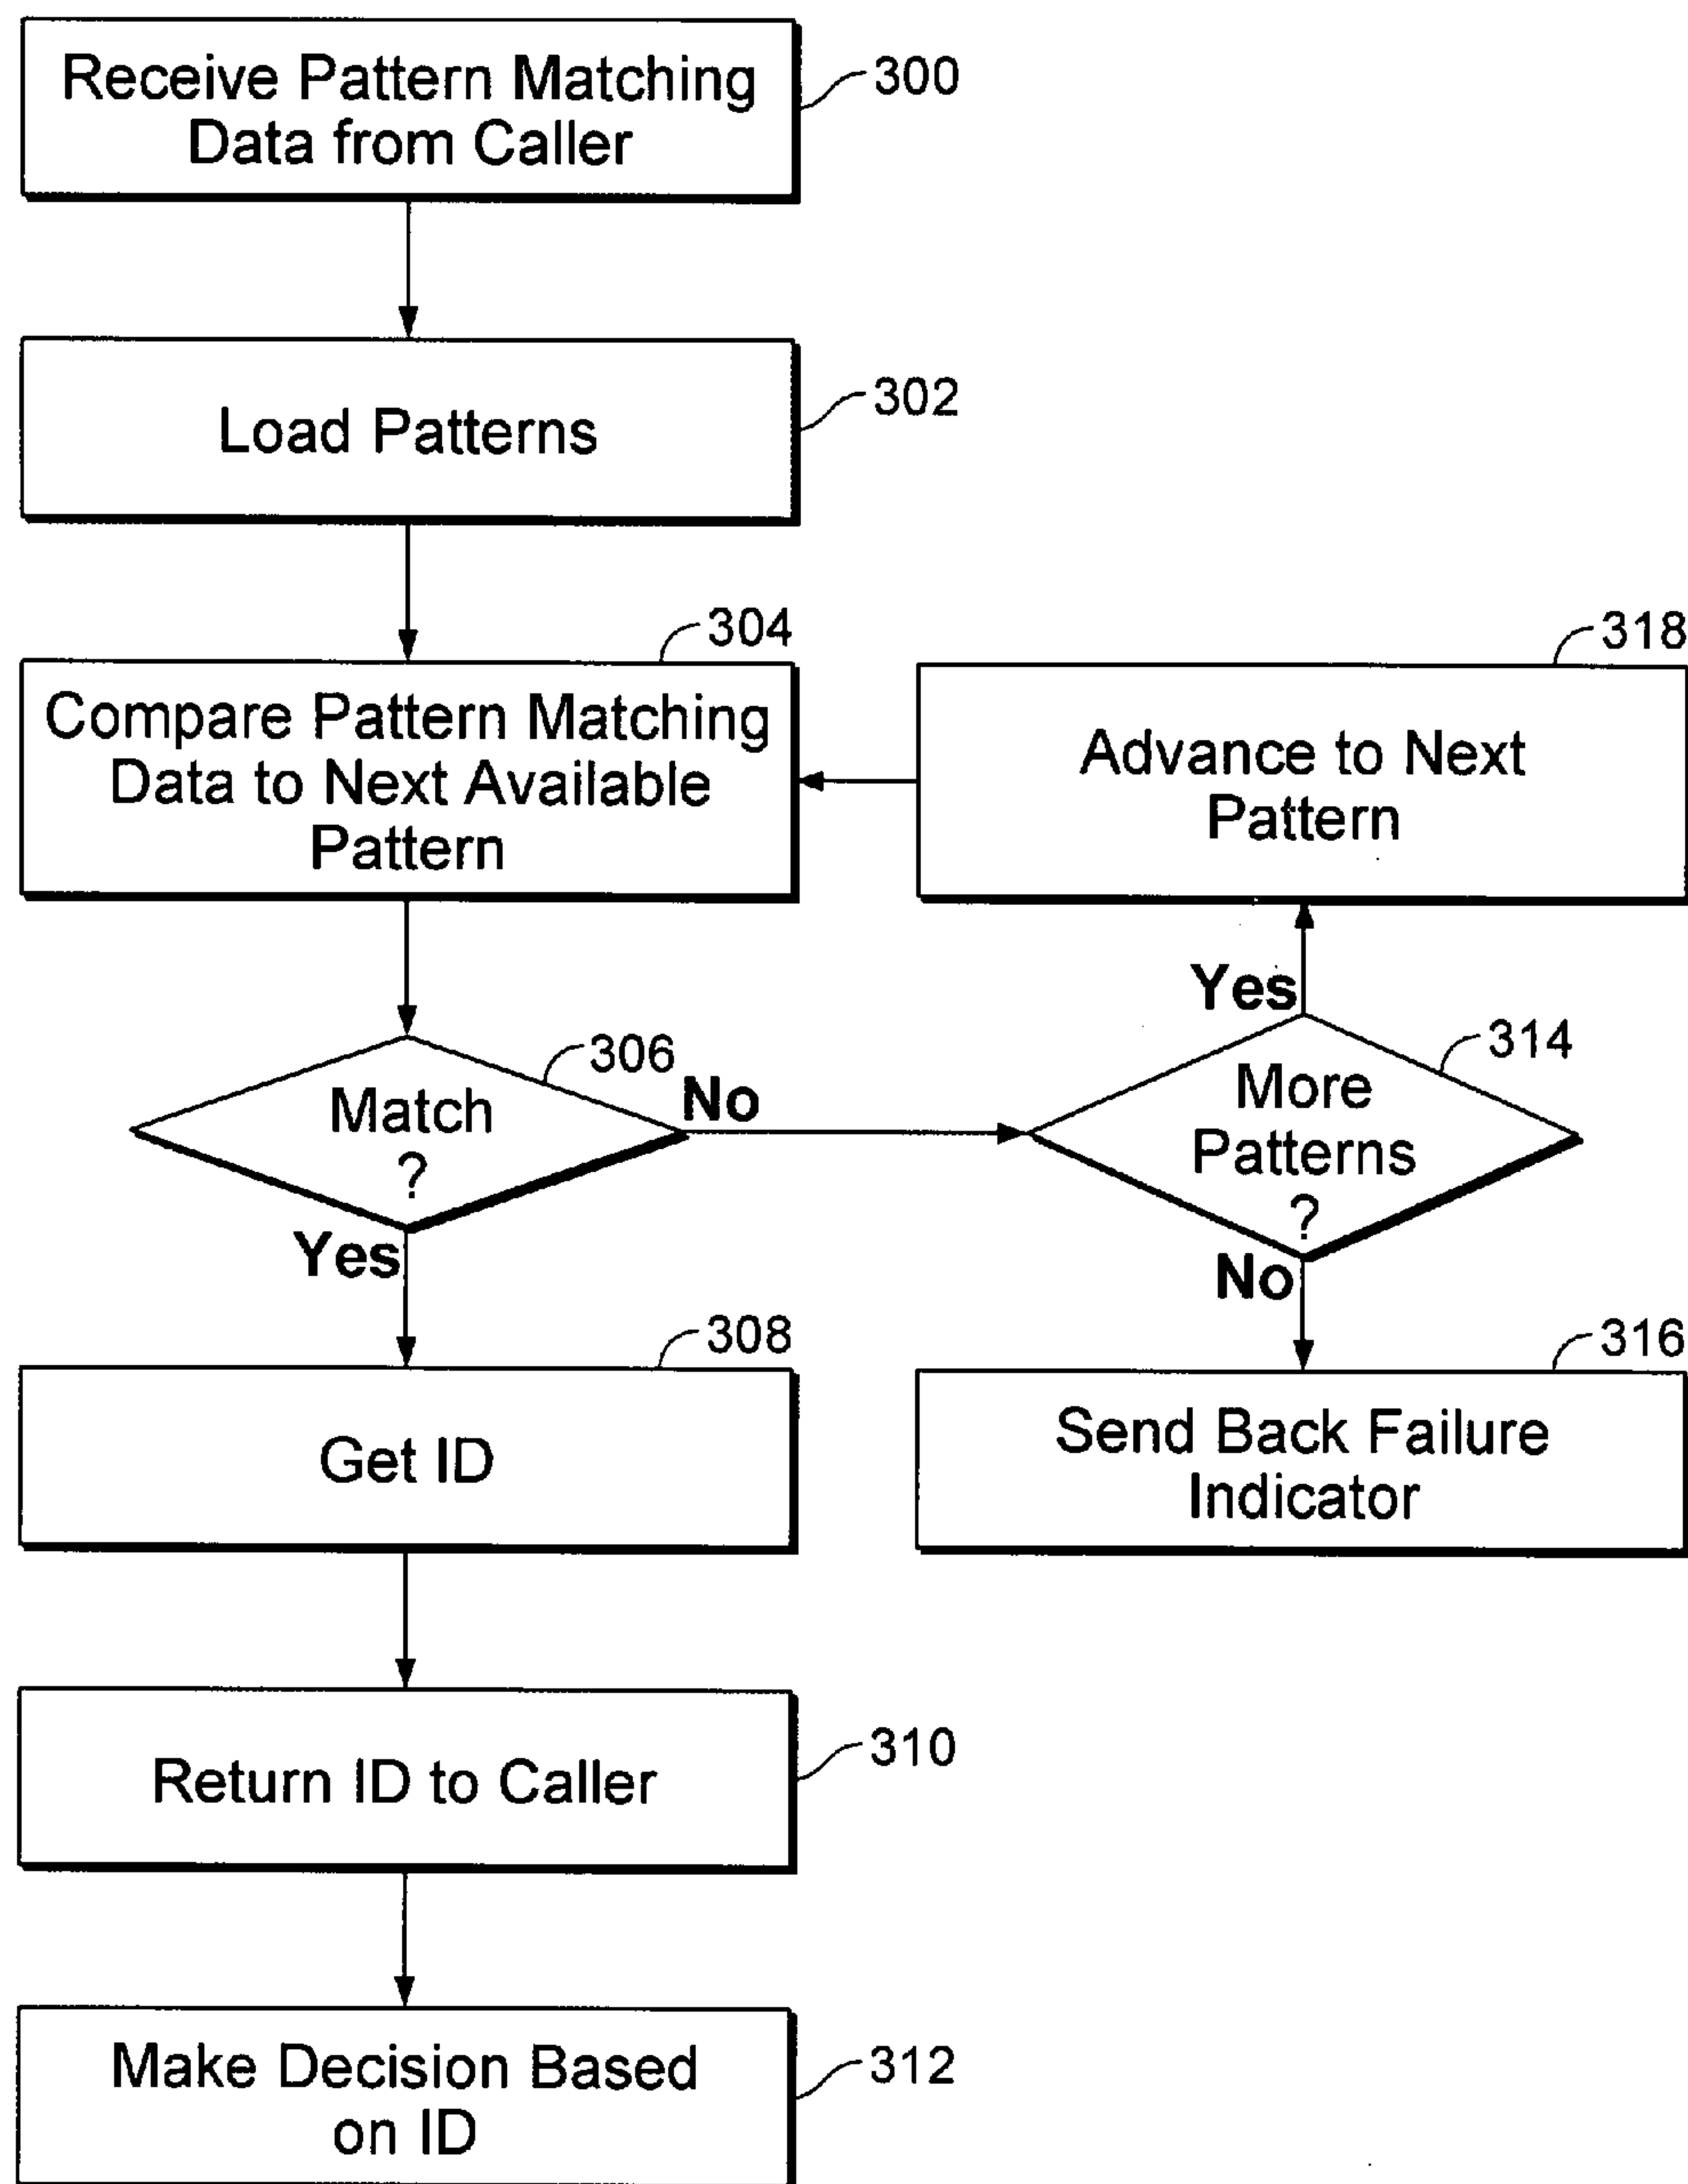 Receive Pattern Matching
Data from Caller
300
Load Patterns
302
304
Compare Pattern Matching
Data to Next Available
Pattern
318
Advance to Next
Pattern
306
Match
?
No
Yes
Yes
314
More
Patterns
?
No
308
Get ID
316
Send Back Failure
Indicator
Return ID to Caller
310
Make Decision Based
on ID
312